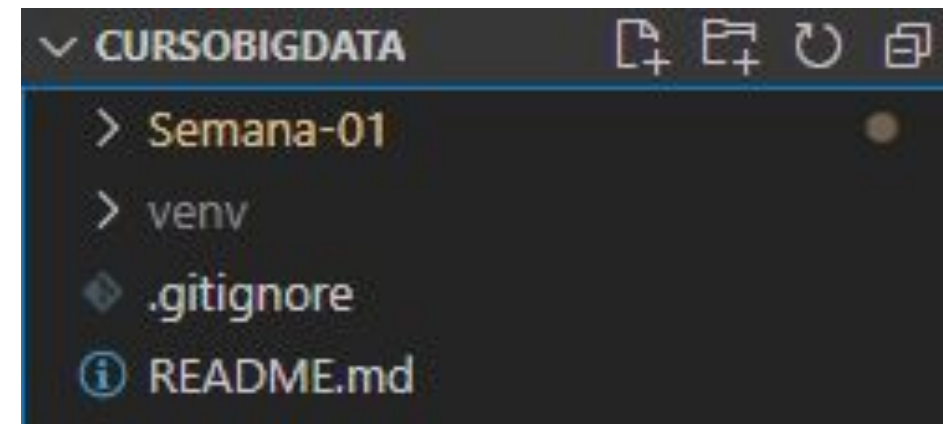 CURSOBIGDATA
Semana-01
venv
.gitignore
README.md